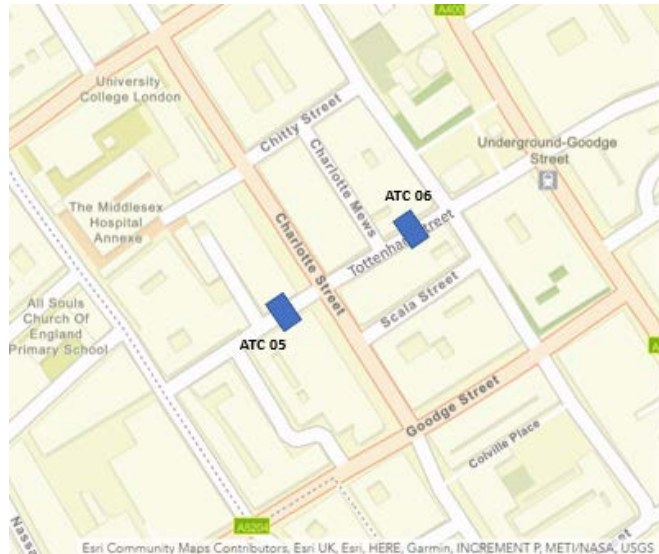 A400
University
College London
Chitty Street
Underground-Goodge
Street
Charlotte Mews
ATC 06
The Middlesex
Hospital
Annexe
Charlotte Street
Tottenham Street
All Souls
Church Of
England
Primary School
Scala Street
ATC 05
Goodge Street
Colville Place
A5204
Nassa
A
Esri Community Maps Contributors, Esri UK, Esri, HERE, Garmin, INCREMENT P, METI/NASA, USGS